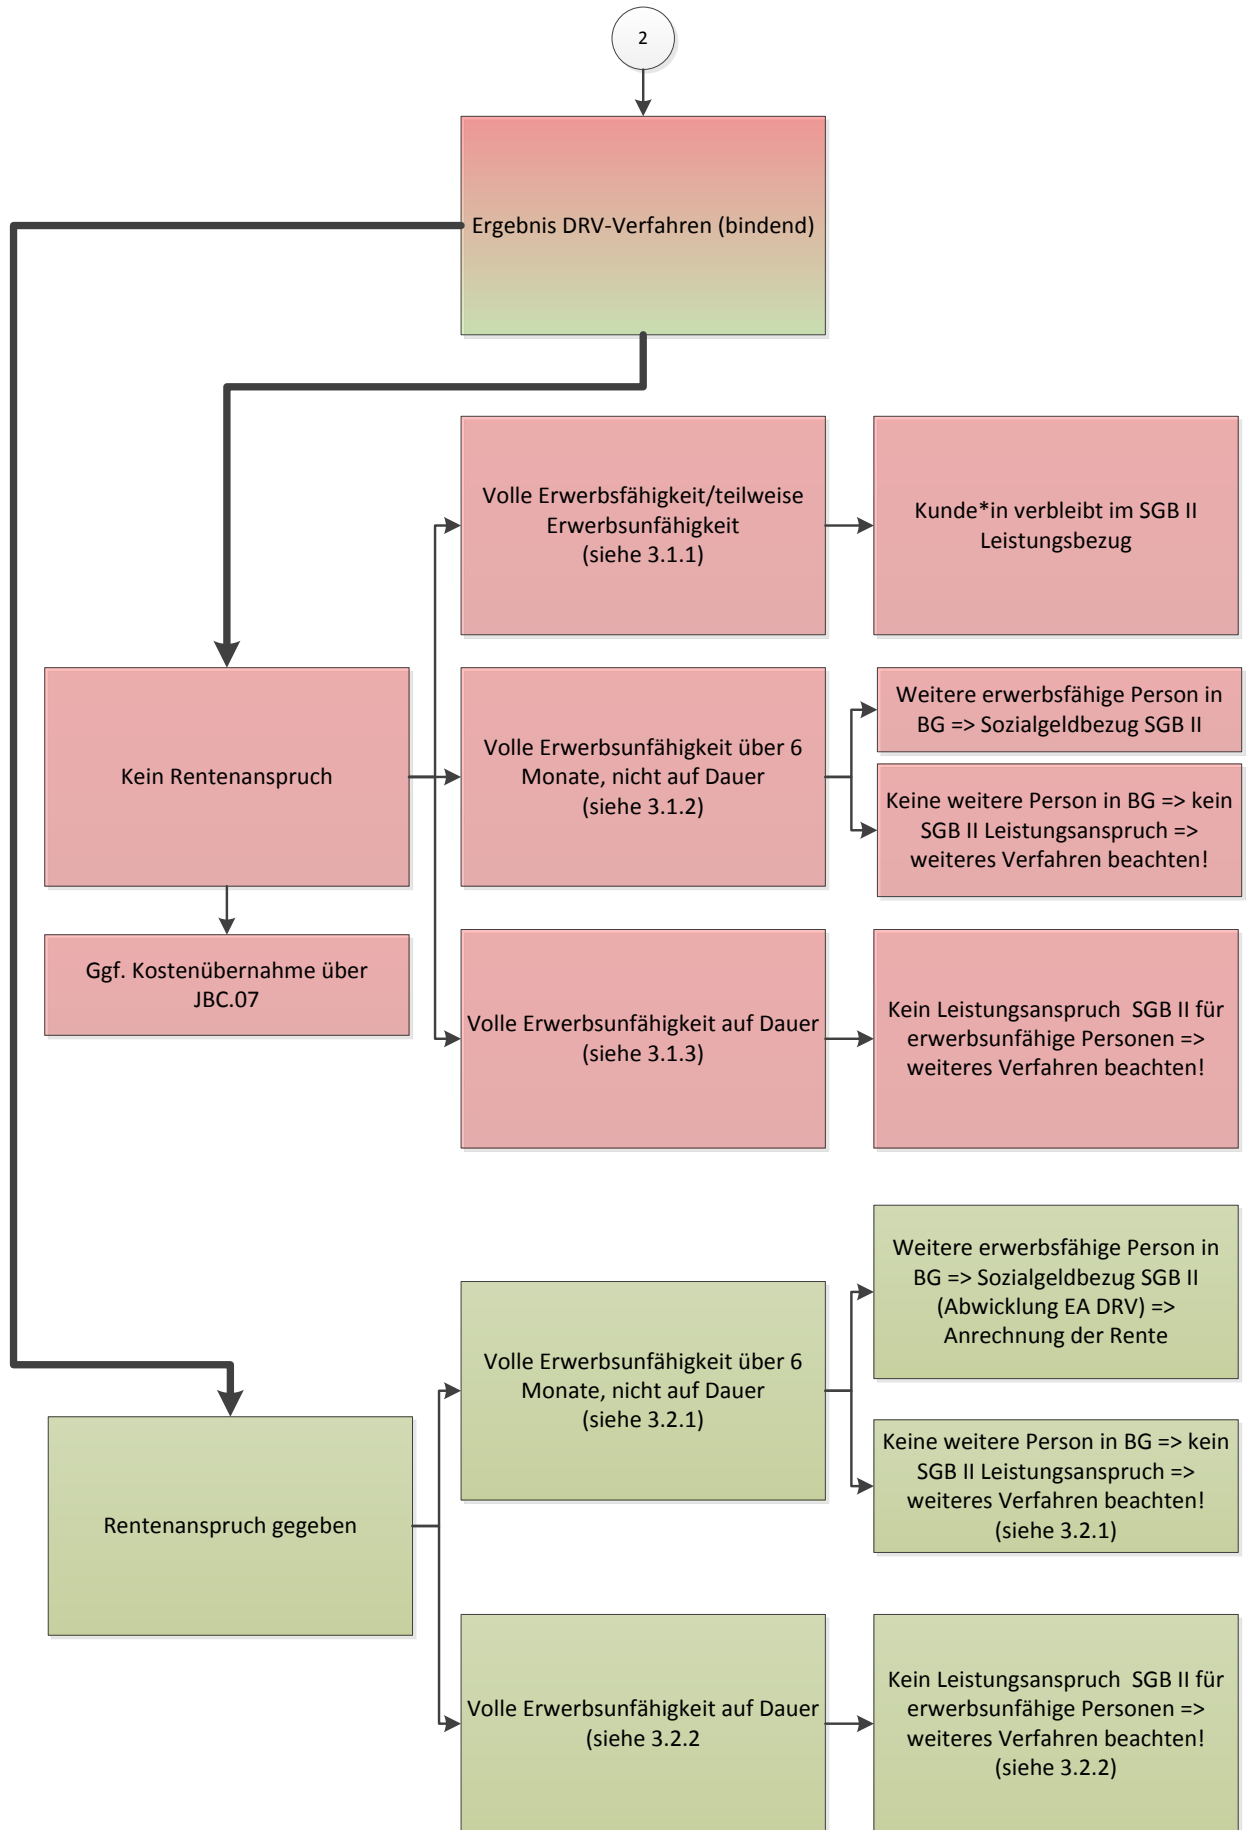 2
Ergebnis DRV-Verfahren (bindend)
Volle Erwerbsfähigkeit/teilweise
Erwerbsunfähigkeit
(siehe 3.1.1)
Kunde*in verbleibt im SGB II
Leistungsbezug
Kein Rentenanspruch
Volle Erwerbsunfähigkeit über 6
Monate, nicht auf Dauer
(siehe 3.1.2)
Weitere erwerbsfähige Person in
BG => Sozialgeldbezug SGB II
Keine weitere Person in BG => kein
SGB II Leistungsanspruch =>
weiteres Verfahren beachten!
Ggf. Kostenübernahme über
JBC.07
Volle Erwerbsunfähigkeit auf Dauer
(siehe 3.1.3)
Kein Leistungsanspruch  SGB II für
erwerbsunfähige Personen =>
weiteres Verfahren beachten!
Rentenanspruch gegeben
Volle Erwerbsunfähigkeit über 6
Monate, nicht auf Dauer
(siehe 3.2.1)
Weitere erwerbsfähige Person in
BG => Sozialgeldbezug SGB II
(Abwicklung EA DRV) =>
Anrechnung der Rente
Keine weitere Person in BG => kein
SGB II Leistungsanspruch =>
weiteres Verfahren beachten!
(siehe 3.2.1)
Volle Erwerbsunfähigkeit auf Dauer
(siehe 3.2.2
Kein Leistungsanspruch  SGB II für
erwerbsunfähige Personen =>
weiteres Verfahren beachten!
(siehe 3.2.2)